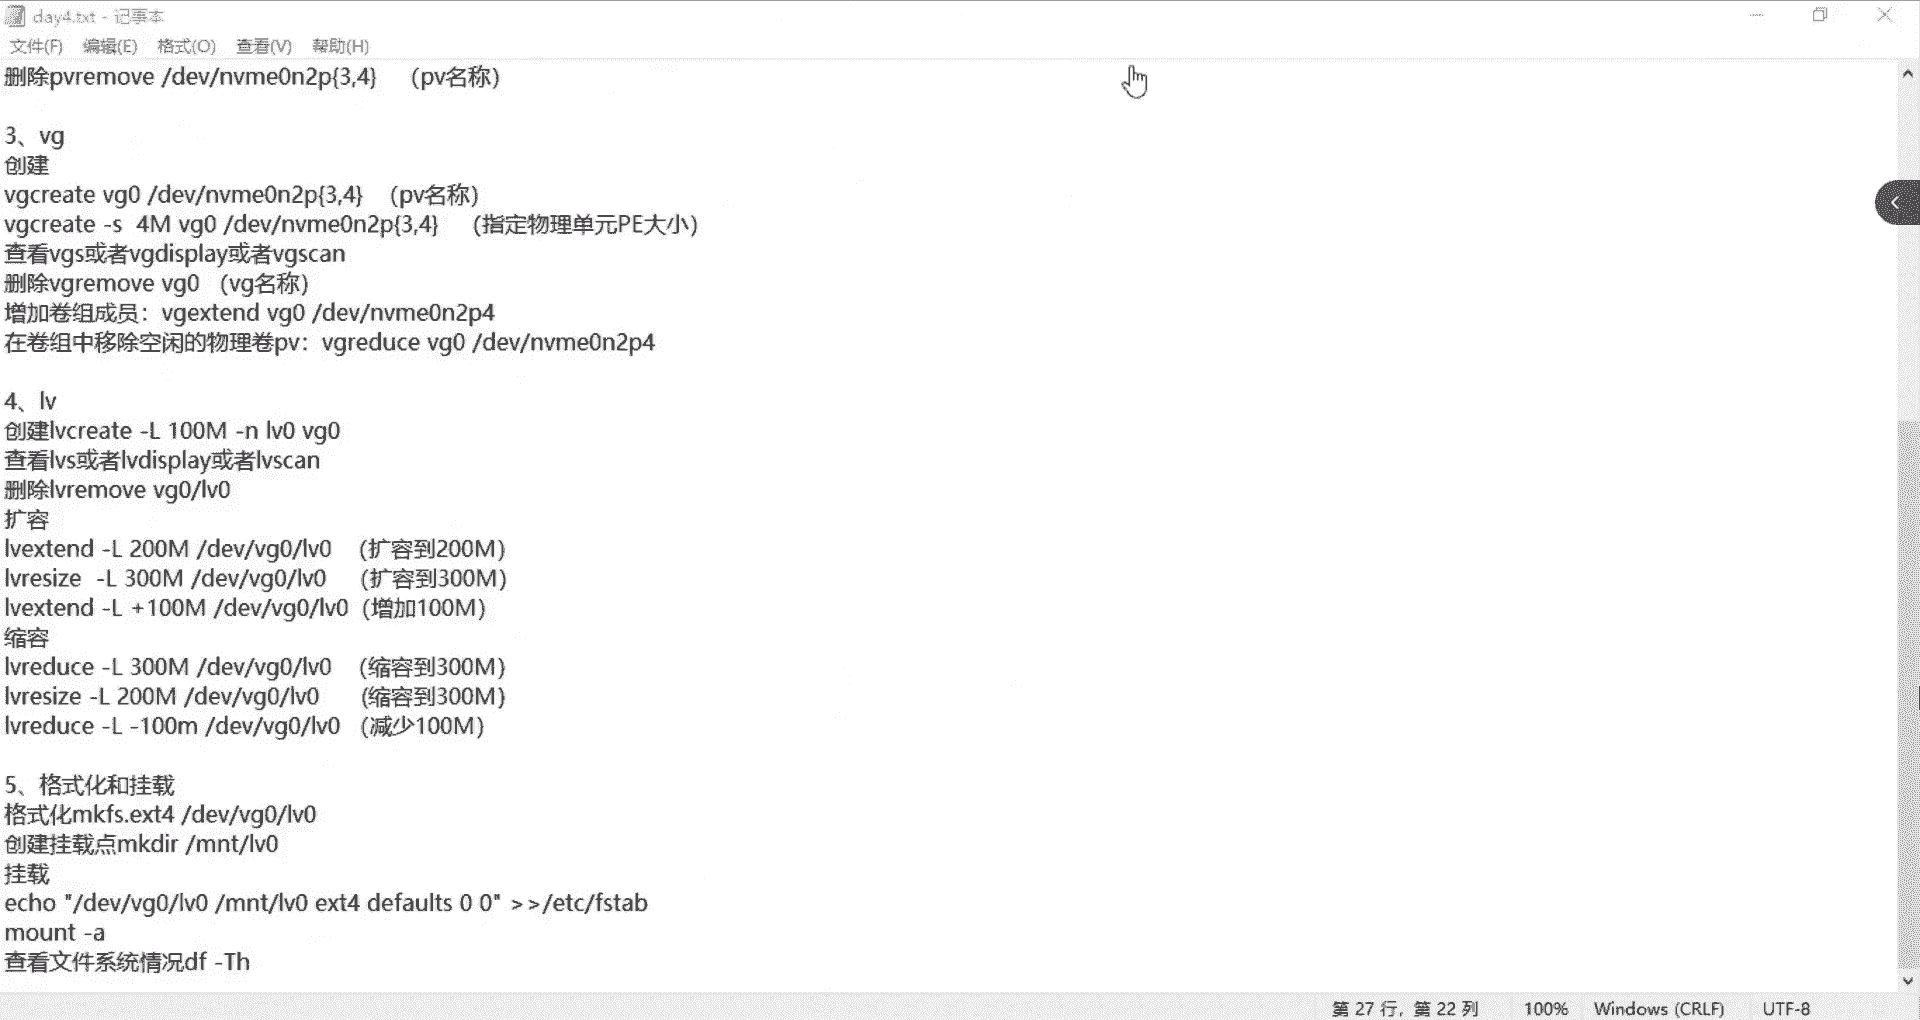 day4.txt - 记事本
文件(F) 编辑(E) 格式(O) 查看(V) 帮助(H)
删除pvremove /dev/nvme0n2p{3,4}    （pv名称）
3、vg
创建
vgcreate vg0 /dev/nvme0n2p{3,4}   （pv名称）
vgcreate -s  4M vg0 /dev/nvme0n2p{3,4}    （指定物理单元PE大小）
查看vgs或者vgdisplay或者vgscan
删除vgremove vg0  （vg名称）
增加卷组成员：vgextend vg0 /dev/nvme0n2p4
在卷组中移除空闲的物理卷pv：vgreduce vg0 /dev/nvme0n2p4
4、lv
创建lvcreate -L 100M -n lv0 vg0
查看lvs或者lvdisplay或者lvscan
删除lvremove vg0/lv0
扩容
lvextend -L 200M /dev/vg0/lv0   （扩容到200M）
lvresize  -L 300M /dev/vg0/lv0    （扩容到300M）
lvextend -L +100M /dev/vg0/lv0（增加100M）
缩容
lvreduce -L 300M /dev/vg0/lv0   （缩容到300M）
lvresize -L 200M /dev/vg0/lv0     （缩容到300M）
lvreduce -L -100m /dev/vg0/lv0  （减少100M）
5、格式化和挂载
格式化mkfs.ext4 /dev/vg0/lv0
创建挂载点mkdir /mnt/lv0
挂载
echo "/dev/vg0/lv0 /mnt/lv0 ext4 defaults 0 0" >>/etc/fstab
mount -a
查看文件系统情况df -Th
第 27 行，第 22 列 100% Windows (CRLF) UTF-8